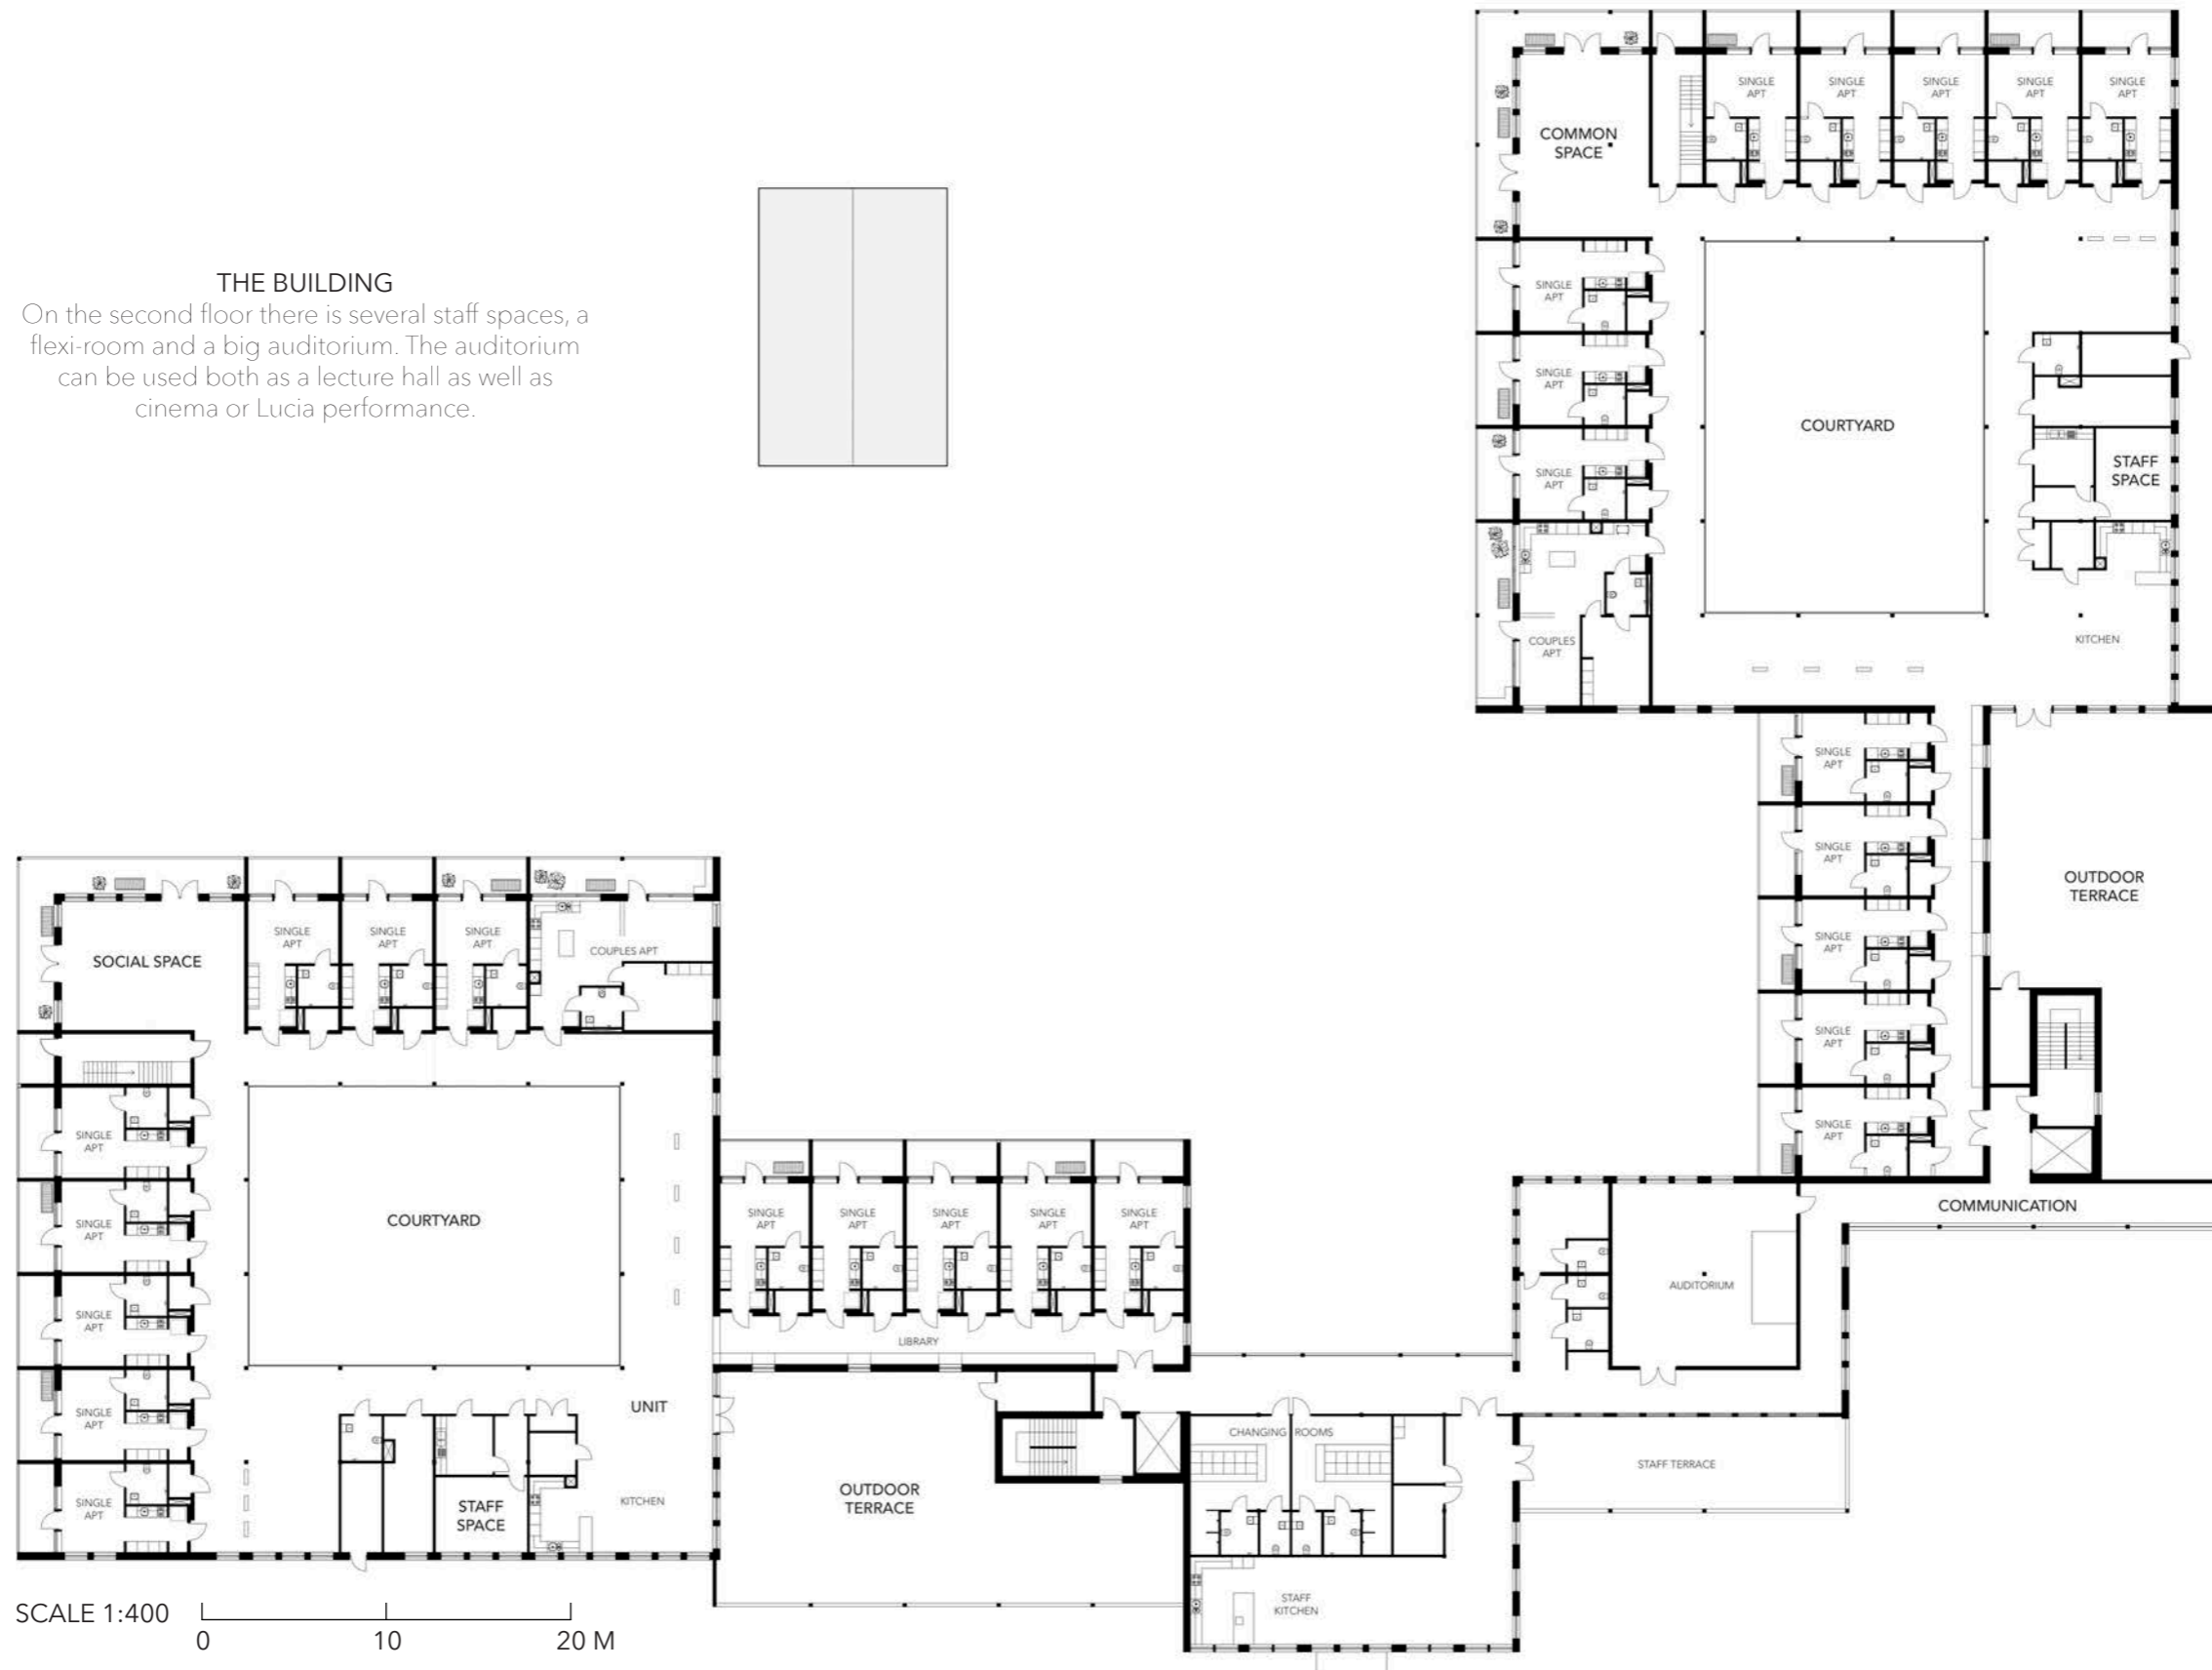 THE BUILDING
On the second floor there is several staff spaces, a
flexi-room and a big auditorium. The auditorium
can be used both as a lecture hall as well as
cinema or Lucia performance.
SINGLE
APT
SINGLE
APT
SINGLE
APT
SINGLE
APT
SINGLE
APT
COMMON
SPACE
SINGLE
APT
SINGLE
APT
SINGLE
APT
COURTYARD
STAFF
SPACE
COUPLES
APT
KITCHEN
SINGLE
APT
SINGLE
APT
SINGLE
APT
SINGLE
APT
SINGLE
APT
OUTDOOR
TERRACE
COMMUNICATION
SOCIAL SPACE
SINGLE
APT
SINGLE
APT
SINGLE
APT
COUPLES APT
SINGLE
APT
SINGLE
APT
SINGLE
APT
SINGLE
APT
SINGLE
APT
COURTYARD
SINGLE
APT
SINGLE
APT
SINGLE
APT
SINGLE
APT
SINGLE
APT
LIBRARY
AUDITORIUM
UNIT
CHANGING ROOMS
STAFF TERRACE
OUTDOOR
TERRACE
STAFF
SPACE
KITCHEN
STAFF
KITCHEN
SCALE 1:400
0 10 20 M